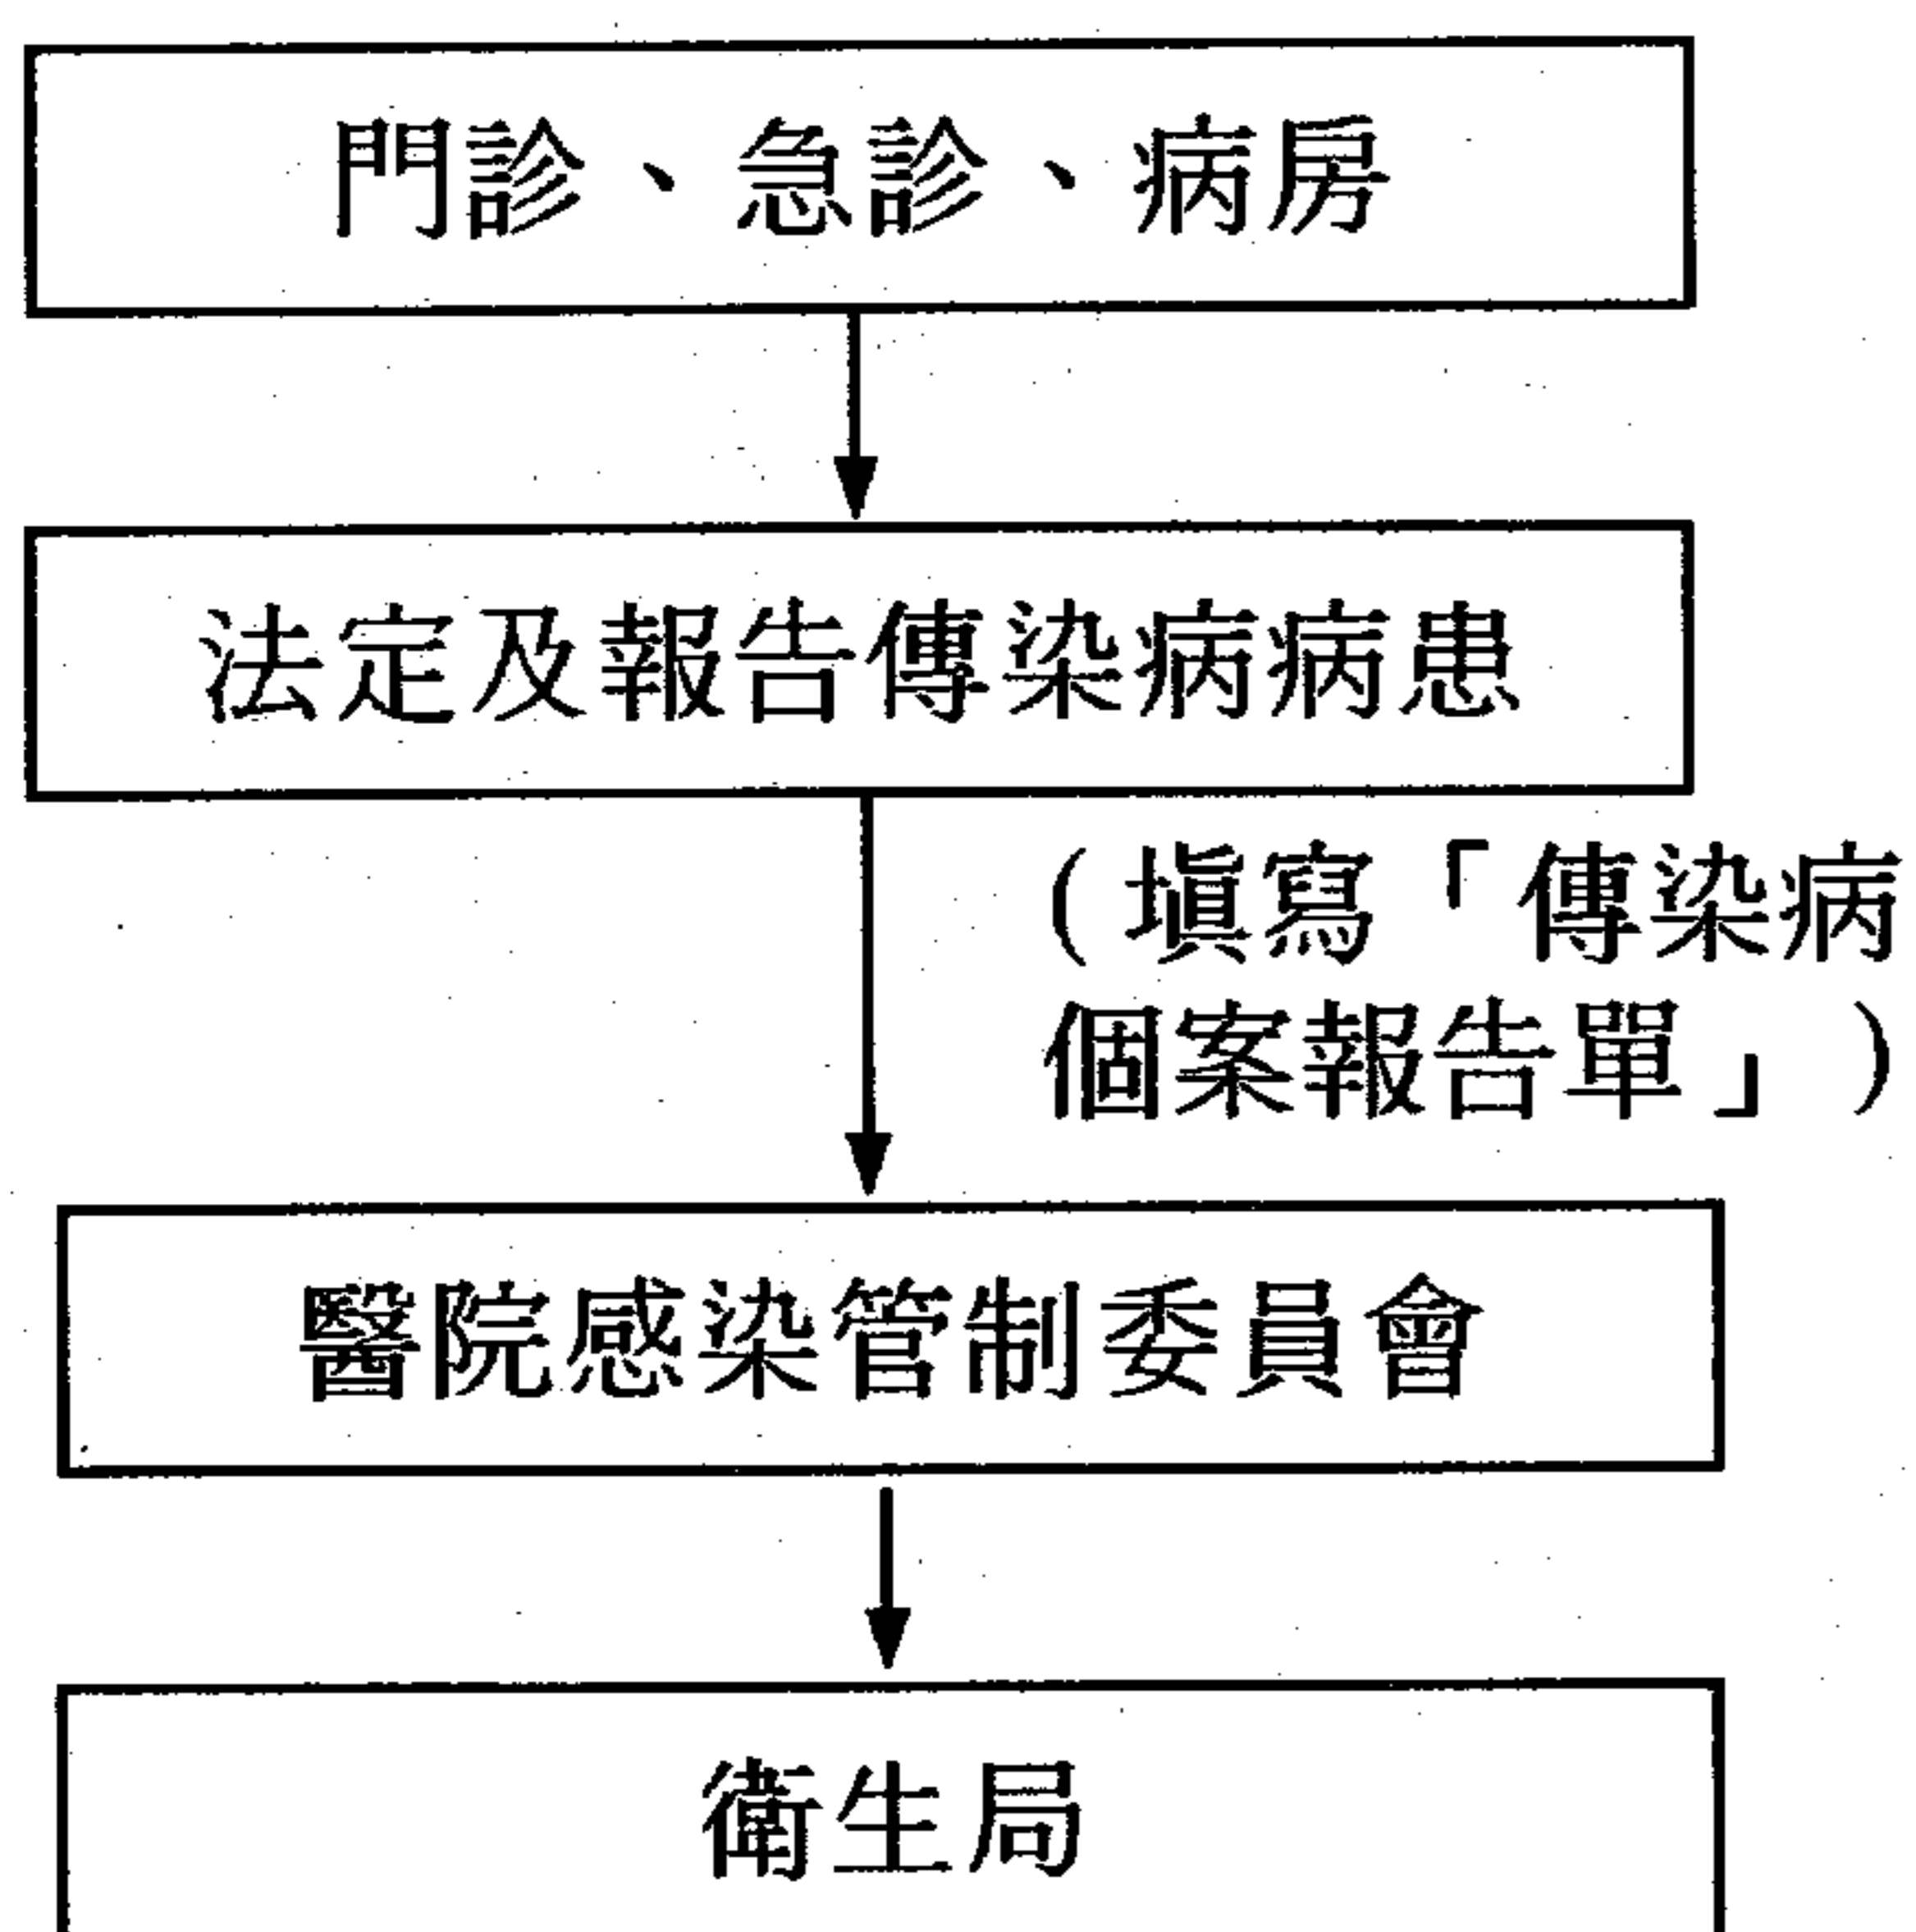 門診、急診、病房
法定及報告傳染病病患
(填寫「傳染病
個案報告單」)
醫院感染管制委員會
衛生局